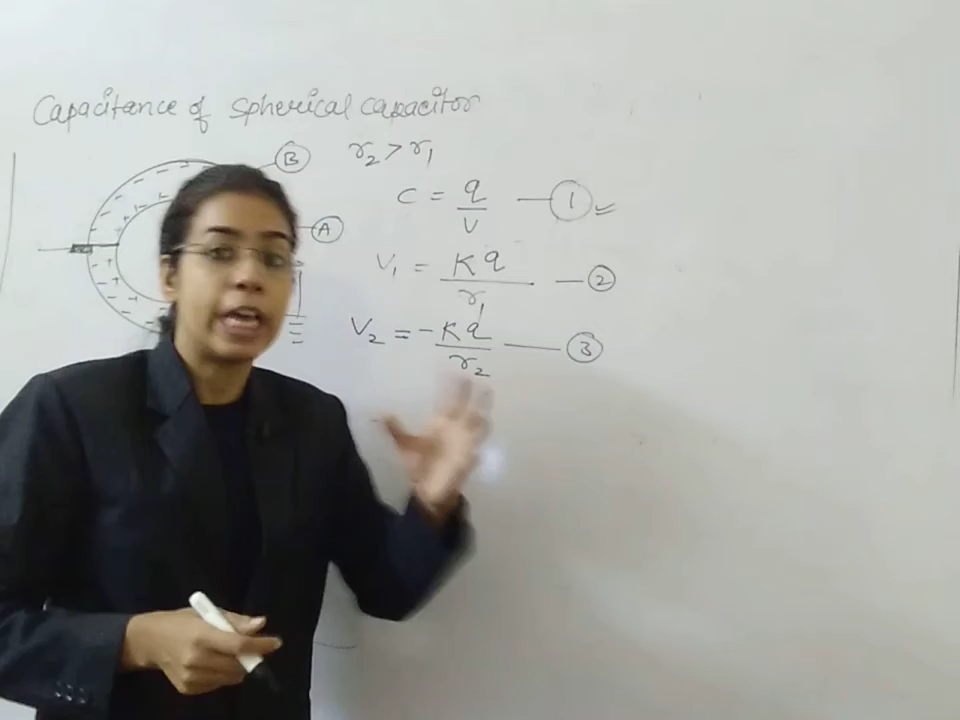 Capacitance of spherical capacitor
B
r₂ > r₁
A
C = q/V — 1
V₁ = Kq/r₁ — 2
V₂ = -Kq/r₂ — 3